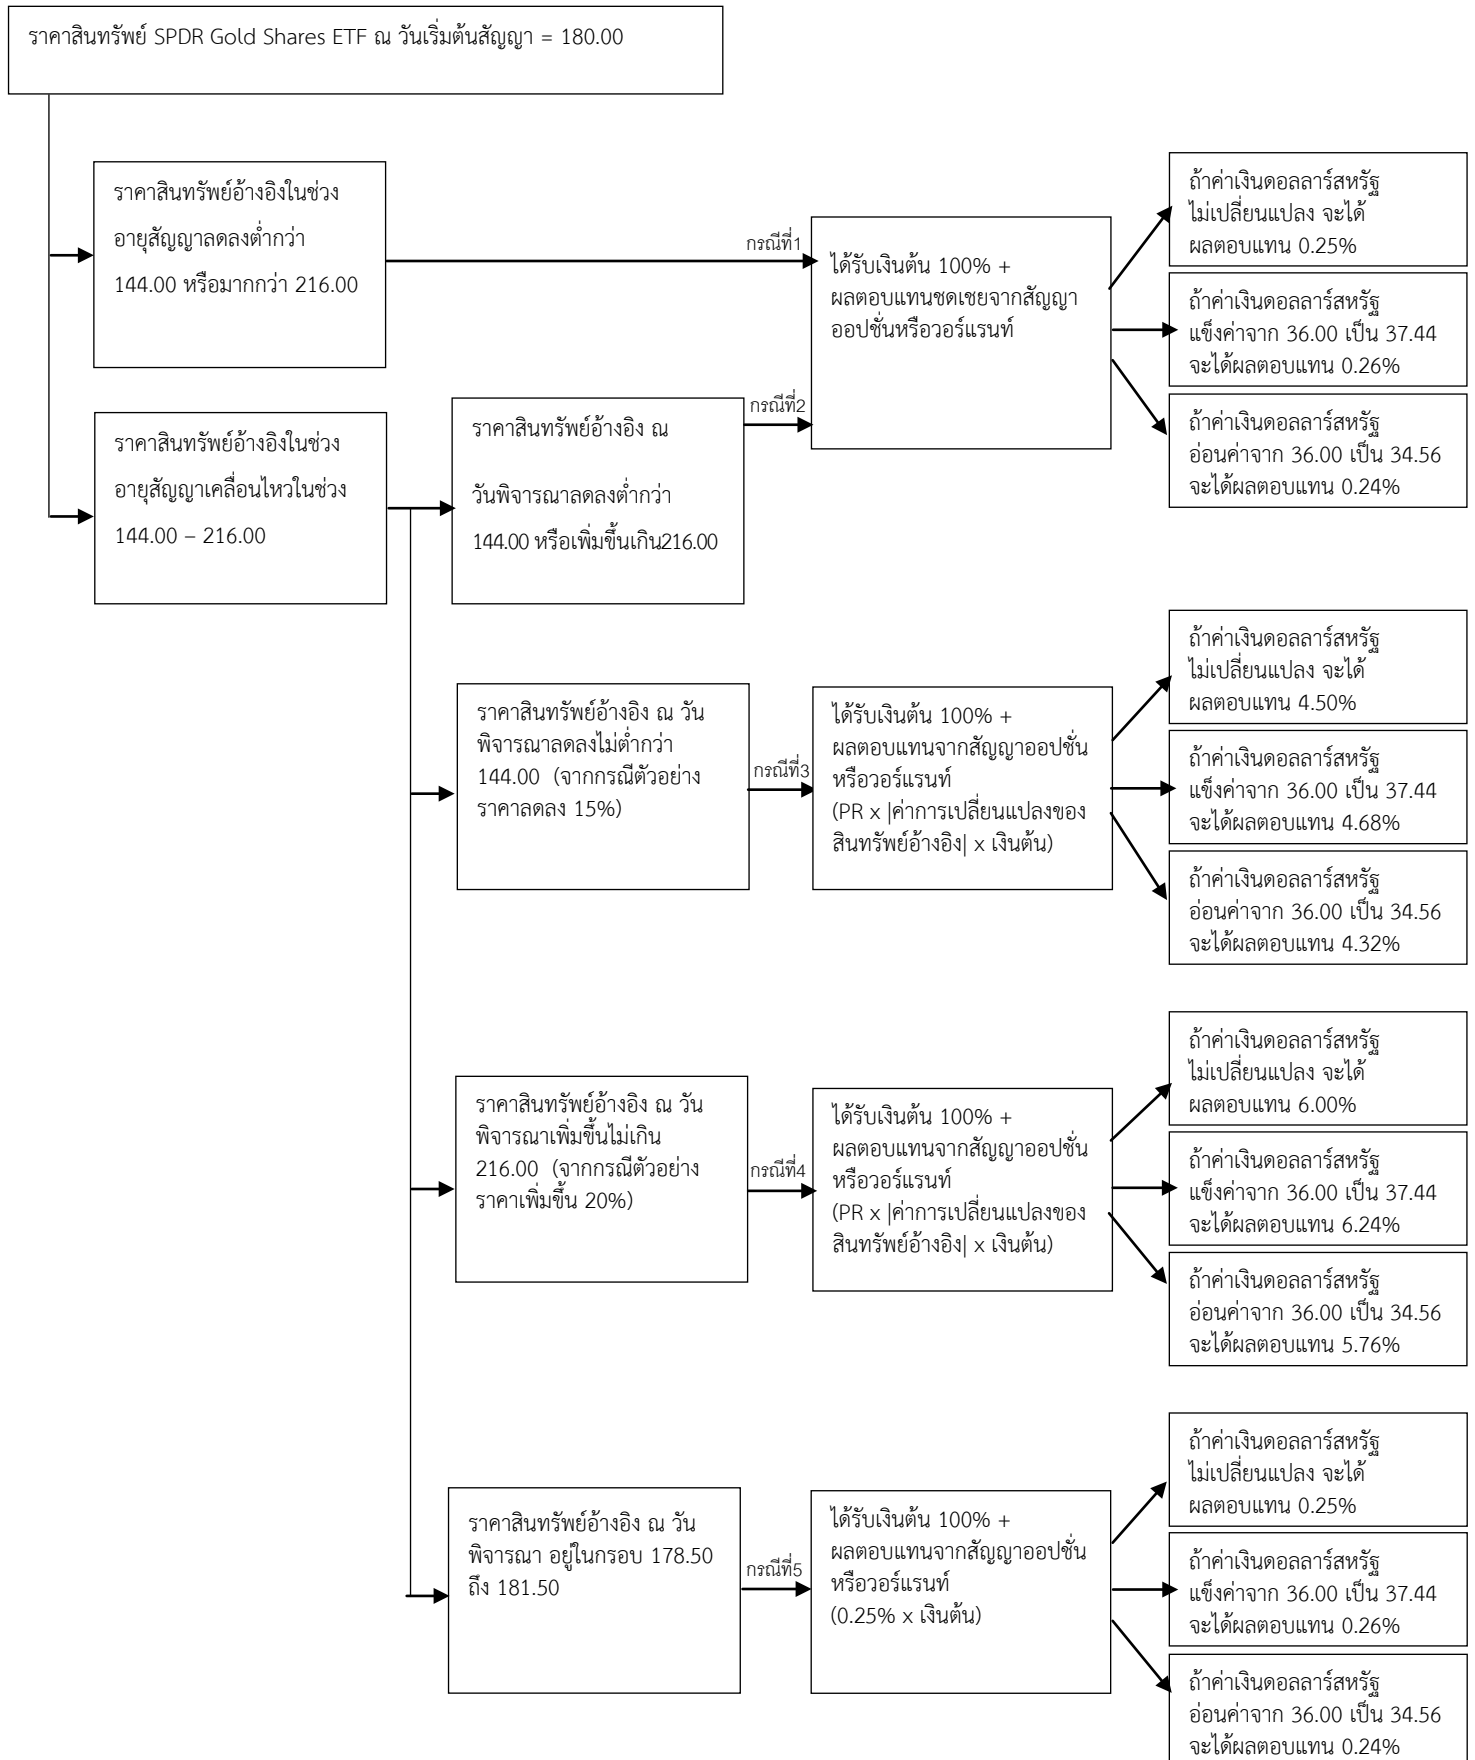 ราคาสินทรัพย์ SPDR Gold Shares ETF ณ วันเริ่มต้นสัญญา = 180.00
ราคาสินทรัพย์อ้างอิงในช่วง
อายุสัญญาลดลงต่ำกว่า
144.00 หรือมากกว่า 216.00
กรณีที่1
ได้รับเงินต้น 100% +
ผลตอบแทนชดเชยจากสัญญา
ออปชั่นหรือวอร์แรนท์
ถ้าค่าเงินดอลลาร์สหรัฐ
ไม่เปลี่ยนแปลง จะได้
ผลตอบแทน 0.25%
ถ้าค่าเงินดอลลาร์สหรัฐ
แข็งค่าจาก 36.00 เป็น 37.44
จะได้ผลตอบแทน 0.26%
ถ้าค่าเงินดอลลาร์สหรัฐ
อ่อนค่าจาก 36.00 เป็น 34.56
จะได้ผลตอบแทน 0.24%
ราคาสินทรัพย์อ้างอิงในช่วง
อายุสัญญาเคลื่อนไหวในช่วง
144.00 – 216.00
ราคาสินทรัพย์อ้างอิง ณ
วันพิจารณาลดลงต่ำกว่า
144.00 หรือเพิ่มขึ้นเกิน216.00
กรณีที่2
ราคาสินทรัพย์อ้างอิง ณ วัน
พิจารณาลดลงไม่ต่ำกว่า
144.00 (จากกรณีตัวอย่าง
ราคาลดลง 15%)
กรณีที่3
ได้รับเงินต้น 100% +
ผลตอบแทนจากสัญญาออปชั่น
หรือวอร์แรนท์
(PR x |ค่าการเปลี่ยนแปลงของ
สินทรัพย์อ้างอิง| x เงินต้น)
ถ้าค่าเงินดอลลาร์สหรัฐ
ไม่เปลี่ยนแปลง จะได้
ผลตอบแทน 4.50%
ถ้าค่าเงินดอลลาร์สหรัฐ
แข็งค่าจาก 36.00 เป็น 37.44
จะได้ผลตอบแทน 4.68%
ถ้าค่าเงินดอลลาร์สหรัฐ
อ่อนค่าจาก 36.00 เป็น 34.56
จะได้ผลตอบแทน 4.32%
ราคาสินทรัพย์อ้างอิง ณ วัน
พิจารณาเพิ่มขึ้นไม่เกิน
216.00 (จากกรณีตัวอย่าง
ราคาเพิ่มขึ้น 20%)
กรณีที่4
ได้รับเงินต้น 100% +
ผลตอบแทนจากสัญญาออปชั่น
หรือวอร์แรนท์
(PR x |ค่าการเปลี่ยนแปลงของ
สินทรัพย์อ้างอิง| x เงินต้น)
ถ้าค่าเงินดอลลาร์สหรัฐ
ไม่เปลี่ยนแปลง จะได้
ผลตอบแทน 6.00%
ถ้าค่าเงินดอลลาร์สหรัฐ
แข็งค่าจาก 36.00 เป็น 37.44
จะได้ผลตอบแทน 6.24%
ถ้าค่าเงินดอลลาร์สหรัฐ
อ่อนค่าจาก 36.00 เป็น 34.56
จะได้ผลตอบแทน 5.76%
ราคาสินทรัพย์อ้างอิง ณ วัน
พิจารณา อยู่ในกรอบ 178.50
ถึง 181.50
กรณีที่5
ได้รับเงินต้น 100% +
ผลตอบแทนจากสัญญาออปชั่น
หรือวอร์แรนท์
(0.25% x เงินต้น)
ถ้าค่าเงินดอลลาร์สหรัฐ
ไม่เปลี่ยนแปลง จะได้
ผลตอบแทน 0.25%
ถ้าค่าเงินดอลลาร์สหรัฐ
แข็งค่าจาก 36.00 เป็น 37.44
จะได้ผลตอบแทน 0.26%
ถ้าค่าเงินดอลลาร์สหรัฐ
อ่อนค่าจาก 36.00 เป็น 34.56
จะได้ผลตอบแทน 0.24%